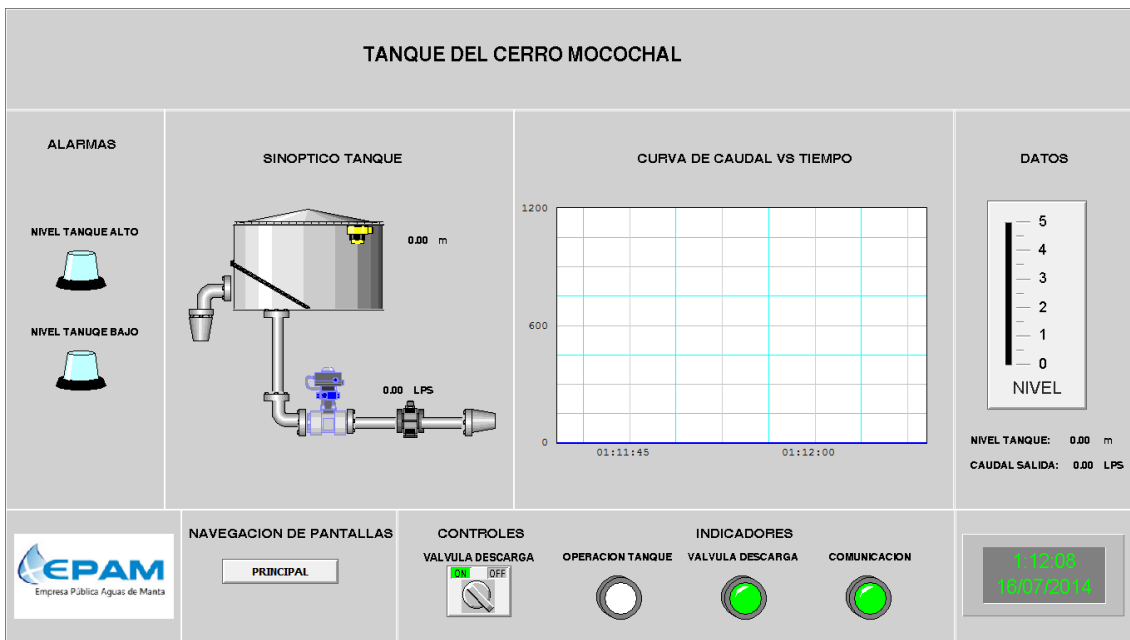 TANQUE DEL CERRO MOCOCHAL
ALARMAS
NIVEL TANQUE ALTO
NIVEL TANUQE BAJO
SINOPTICO TANQUE
0.00 m
0.00 LPS
CURVA DE CAUDAL VS TIEMPO
1200
600
0
01:11:45 01:12:00
DATOS
5
4
3
2
1
0
NIVEL
NIVEL TANQUE: 0.00 m
CAUDAL SALIDA: 0.00 LPS
EPAM
Empresa Pública Aguas de Manta
NAVEGACION DE PANTALLAS
PRINCIPAL
CONTROLES
VALVULA DESCARGA
ON OFF
INDICADORES
OPERACION TANQUE VALVULA DESCARGA COMUNICACION
1:12:08
16/07/2014